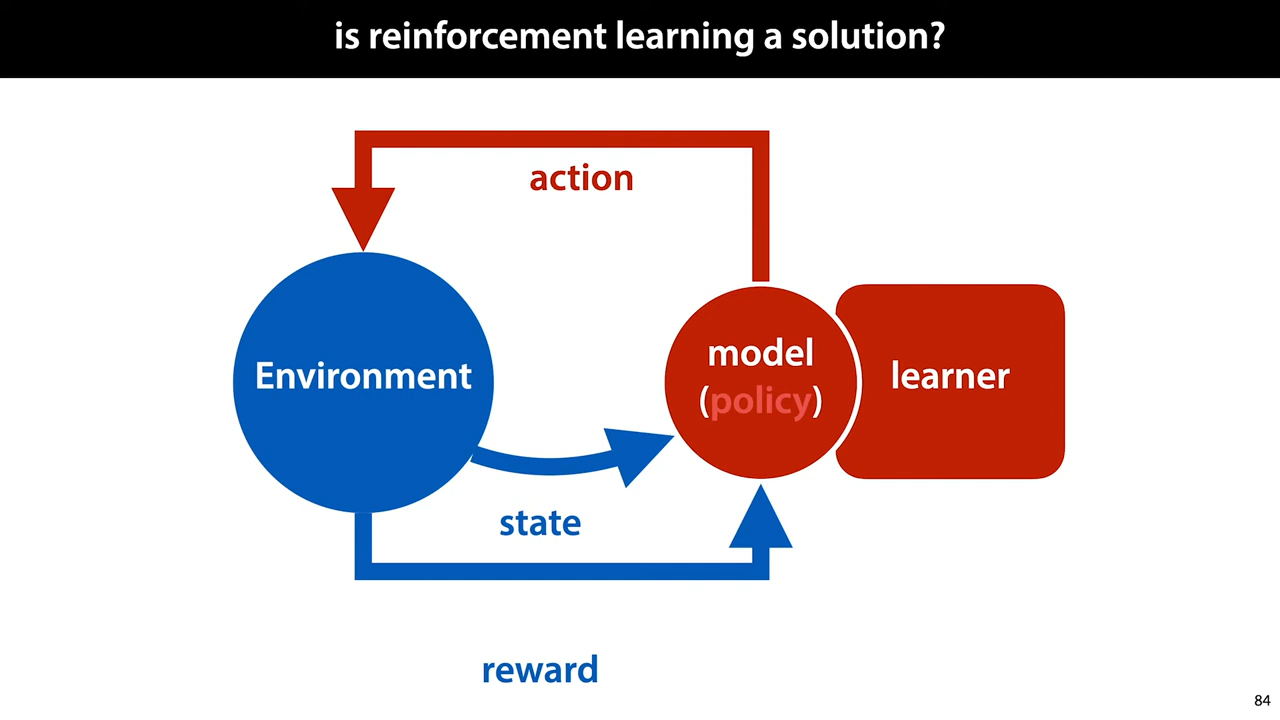 is reinforcement learning a solution?
action
Environment
model
(policy)
learner
state
reward
84